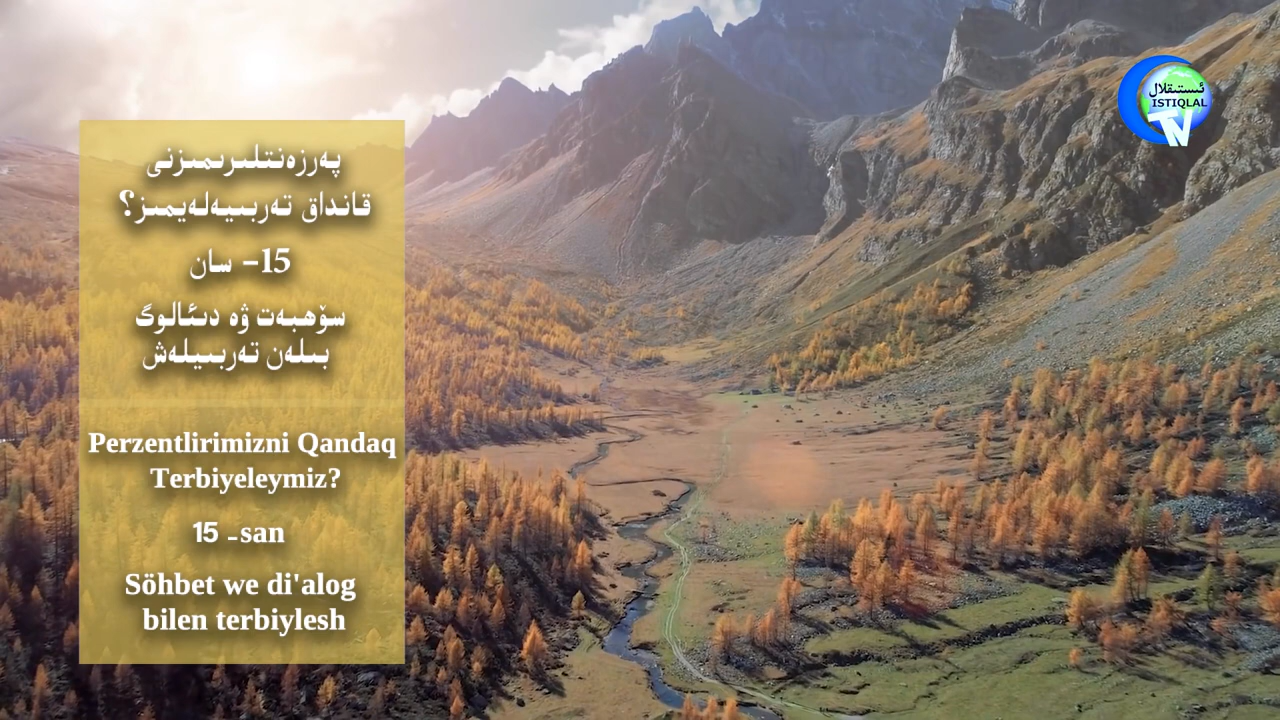 پەرزەنتلىرىمىزنى
قانداق تەربىيەلەيمىز؟
15- سان
سۆھبەت ۋە دىئالوگ
بىلەن تەربىيىلەش
Perzentlirimizni Qandaq
Terbiyeleymiz?
15 -san
Söhbet we di'alog
bilen terbiylesh
ئىستىقلال
ISTIQLAL
TV